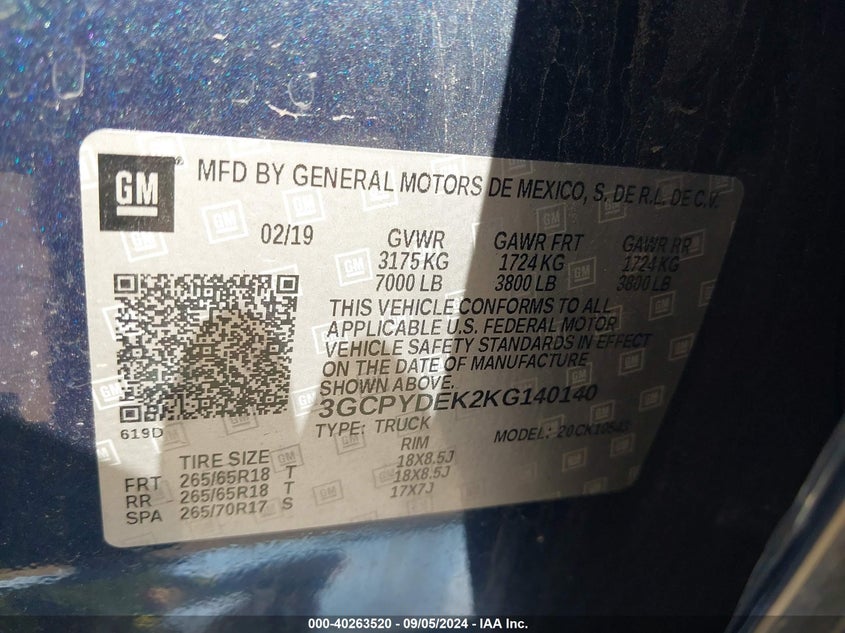 GM
MFD BY GENERAL MOTORS DE MEXICO, S. DE R.L. DE C.V.
02/19 GVWR GAWR FRT GAWR RR
3175 KG 1724 KG 1724 KG
7000 LB 3800 LB 3800 LB
THIS VEHICLE CONFORMS TO ALL
APPLICABLE U.S. FEDERAL MOTOR
VEHICLE SAFETY STANDARDS IN EFFECT
ON THE DATE OF MANUFACTURE
SHOWN ABOVE.
3GCPYDEK2KG140140
619D
TYPE: TRUCK MODEL:
TIRE SIZE RIM
FRT 265/65R18 T 18X8.5J
RR 265/65R18 T 18X8.5J
SPA 265/70R17 S 17X7J
000-40263520 - 09/05/2024 - IAA Inc.